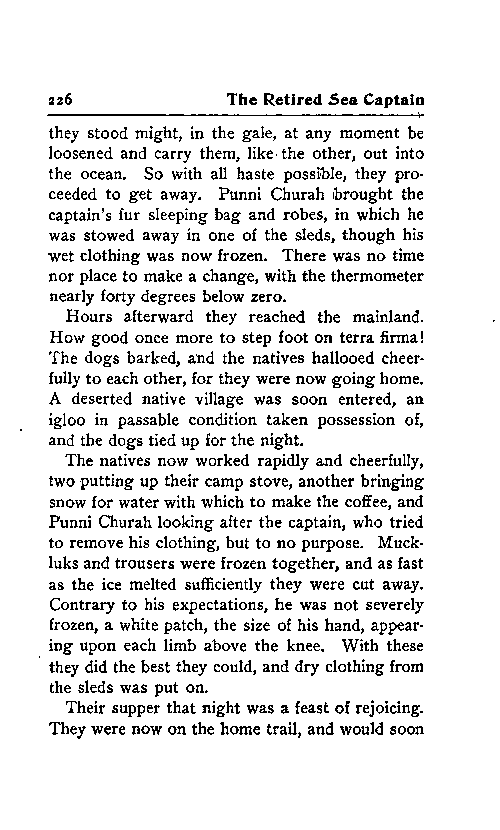 226 The Retired Sea Captain
they stood might, in the gale, at any moment be
loosened and carry them, like the other, out into
the ocean. So with all haste possible, they pro-
ceeded to get away. Punni Churah brought the
captain's fur sleeping bag and robes, in which he
was stowed away in one of the sleds, though his
wet clothing was now frozen. There was no time
nor place to make a change, with the thermometer
nearly forty degrees below zero.
Hours afterward they reached the mainland.
How good once more to step foot on terra firma!
The dogs barked, and the natives hallooed cheer-
fully to each other, for they were now going home.
A deserted native village was soon entered, an
igloo in passable condition taken possession of,
and the dogs tied up for the night.
The natives now worked rapidly and cheerfully,
two putting up their camp stove, another bringing
snow for water with which to make the coffee, and
Punni Churah looking after the captain, who tried
to remove his clothing, but to no purpose. Muck-
luks and trousers were frozen together, and as fast
as the ice melted sufficiently they were cut away.
Contrary to his expectations, he was not severely
frozen, a white patch, the size of his hand, appear-
ing upon each limb above the knee. With these
they did the best they could, and dry clothing from
the sleds was put on.
Their supper that night was a feast of rejoicing.
They were now on the home trail, and would soon